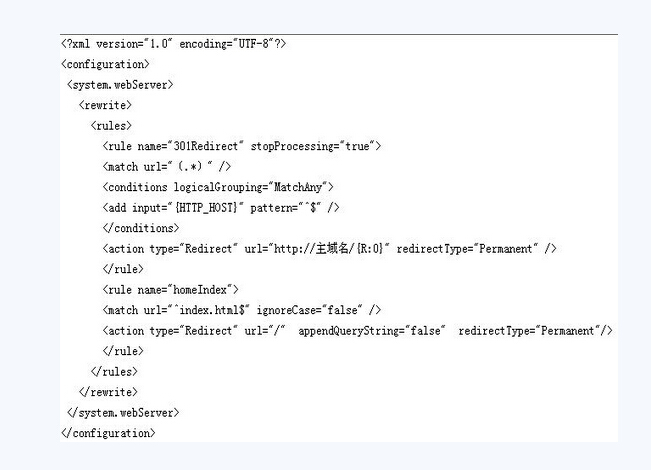 <?xml version="1.0" encoding="UTF-8"?>
<configuration>
<system.webServer>
<rewrite>
<rules>
<rule name="301Redirect" stopProcessing="true">
<match url="(.*)" />
<conditions logicalGrouping="MatchAny">
<add input="{HTTP_HOST}" pattern="^$" />
</conditions>
<action type="Redirect" url="http://主域名/{R:0}" redirectType="Permanent" />
</rule>
<rule name="homeIndex">
<match url="^index.html$" ignoreCase="false" />
<action type="Redirect" url="/" appendQueryString="false" redirectType="Permanent"/>
</rule>
</rules>
</rewrite>
</system.webServer>
</configuration>